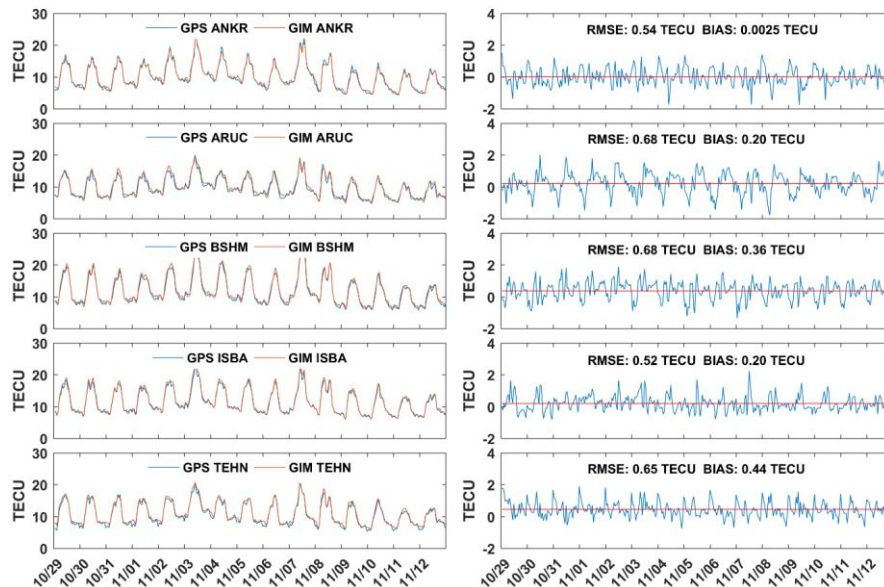 30
20
10
0
TECU
GPS ANKR GIM ANKR
4
2
0
-2
RMSE: 0.54 TECU BIAS: 0.0025 TECU
30
20
10
0
TECU
GPS ARUC GIM ARUC
4
2
0
-2
RMSE: 0.68 TECU BIAS: 0.20 TECU
30
20
10
0
TECU
GPS BSHM GIM BSHM
4
2
0
-2
RMSE: 0.68 TECU BIAS: 0.36 TECU
30
20
10
0
TECU
GPS ISBA GIM ISBA
4
2
0
-2
RMSE: 0.52 TECU BIAS: 0.20 TECU
30
20
10
0
TECU
GPS TEHN GIM TEHN
4
2
0
-2
RMSE: 0.65 TECU BIAS: 0.44 TECU
10/29 10/30 10/31 11/01 11/02 11/03 11/04 11/05 11/06 11/07 11/08 11/09 11/10 11/11 11/12
10/29 10/30 10/31 11/01 11/02 11/03 11/04 11/05 11/06 11/07 11/08 11/09 11/10 11/11 11/12